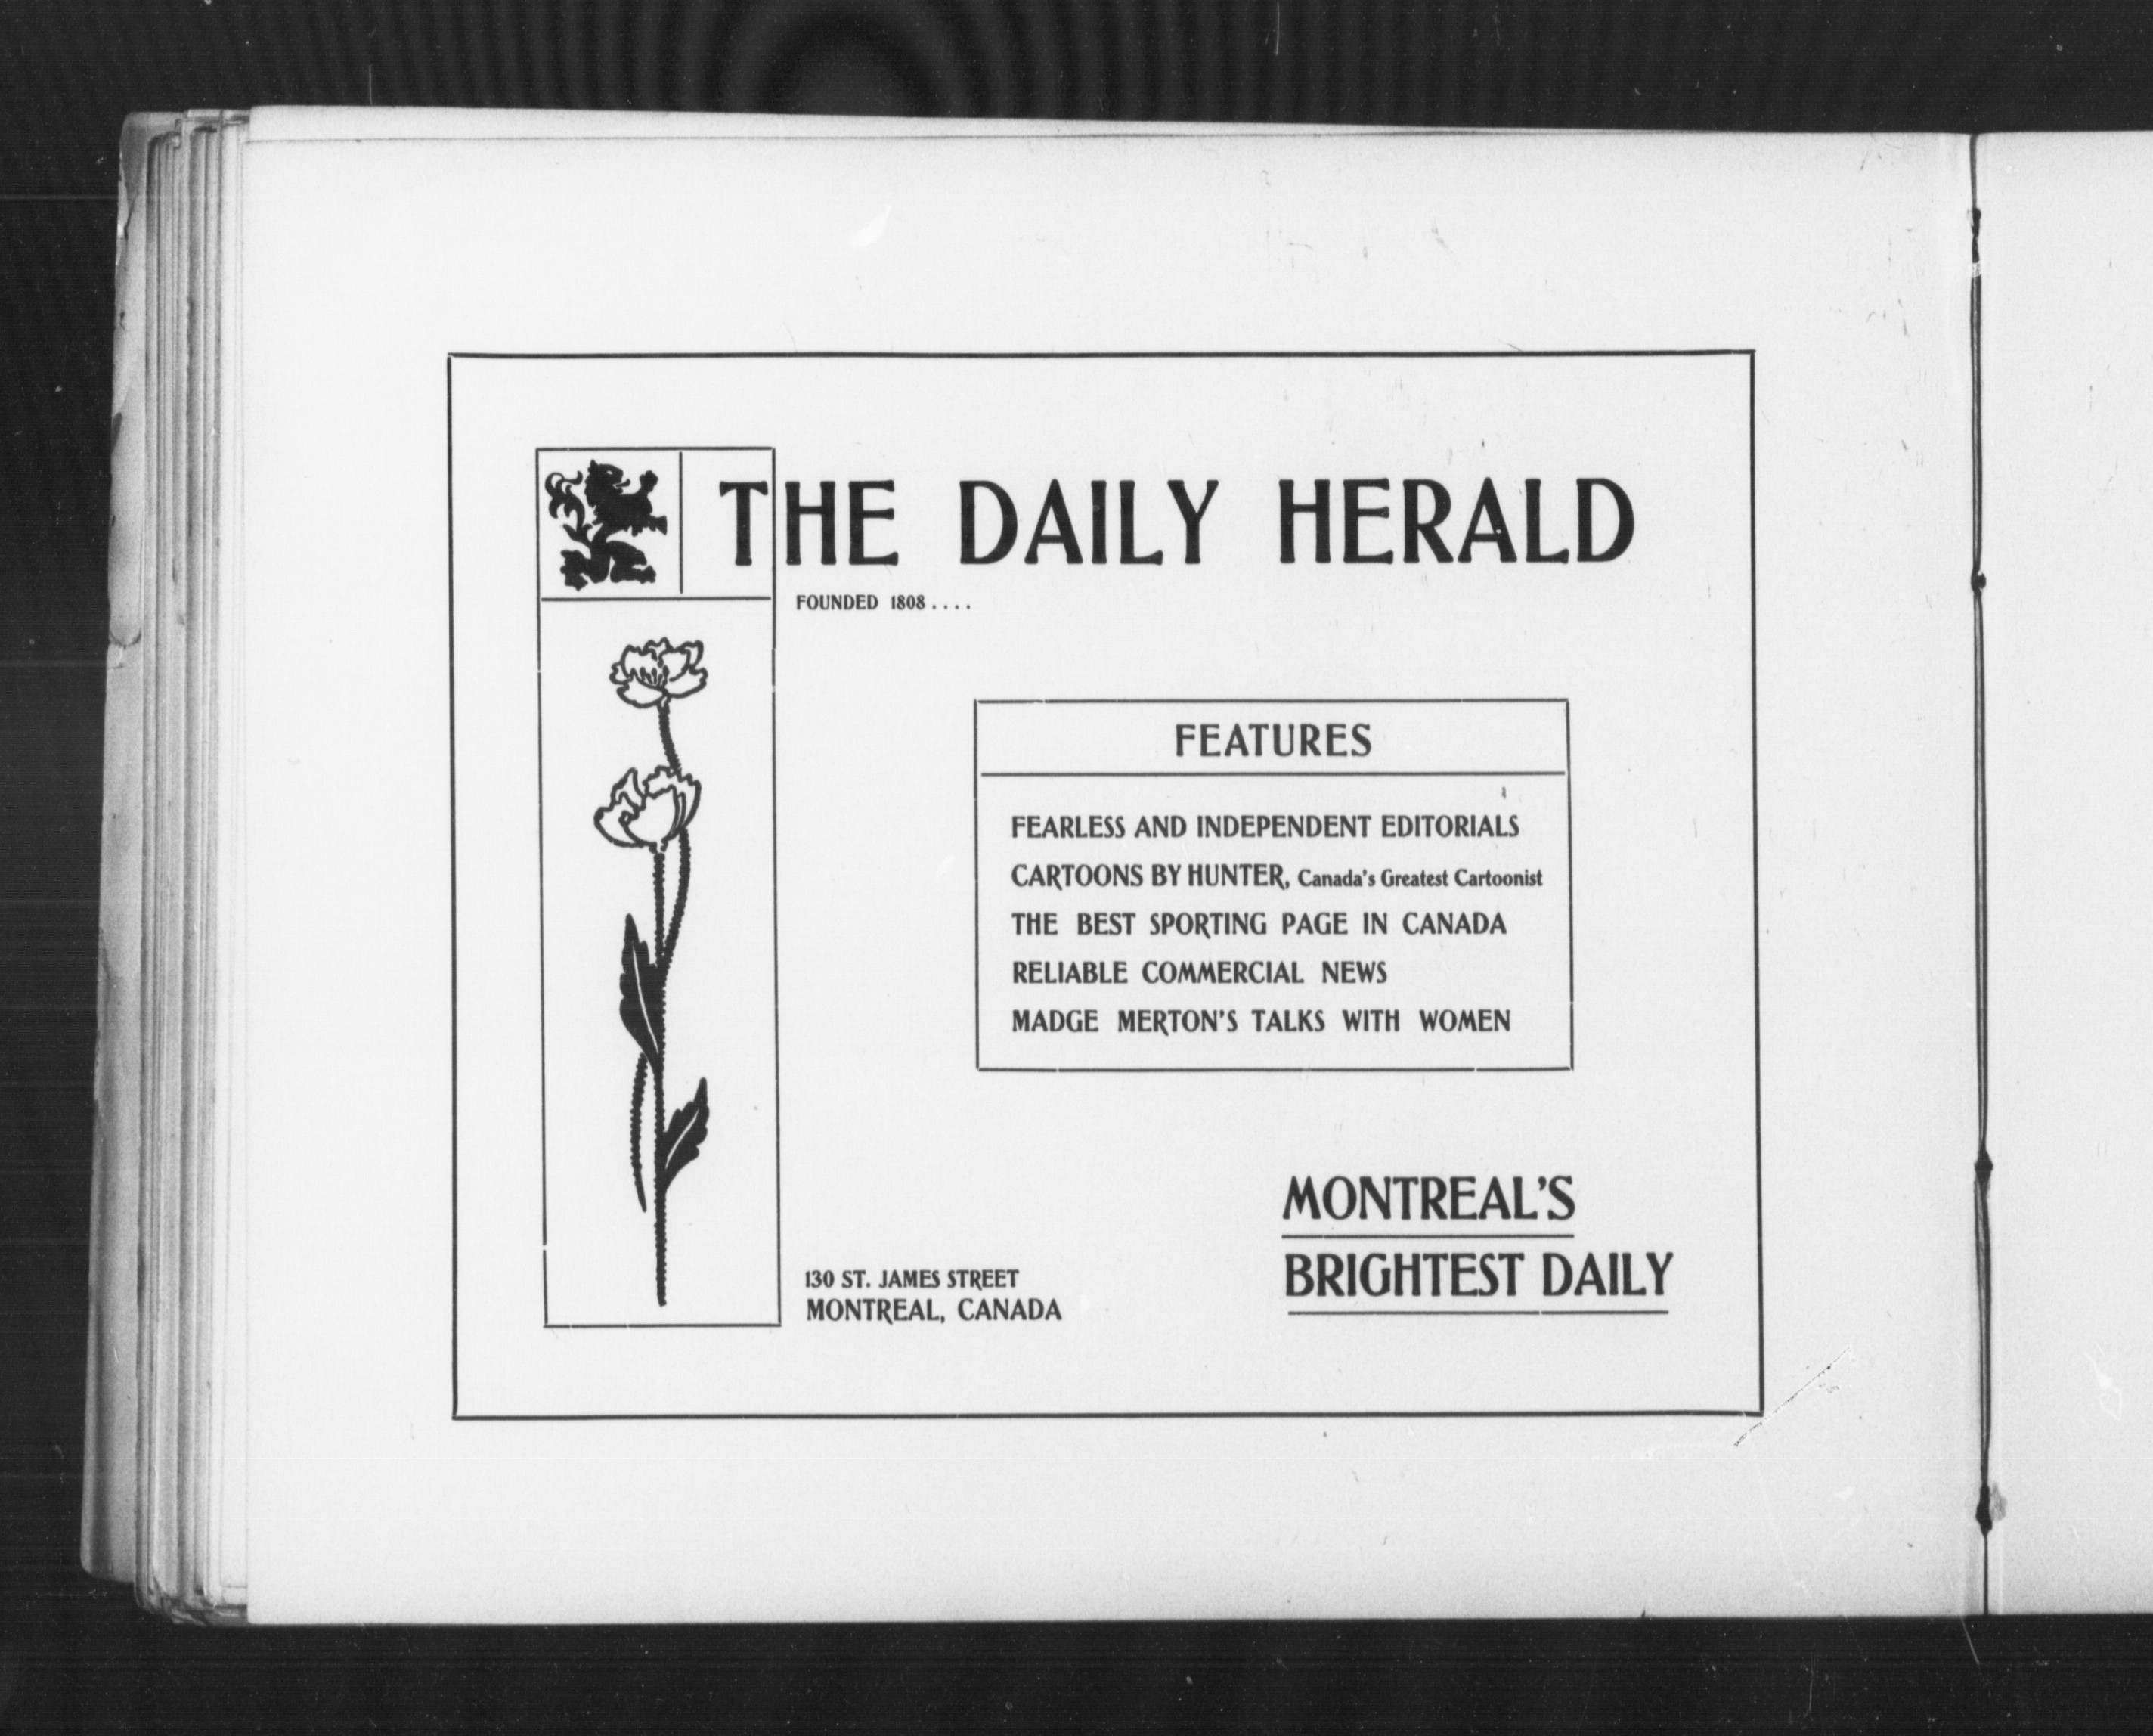 THE DAILY HERALD
FOUNDED 1808 ....
FEATURES
FEARLESS AND INDEPENDENT EDITORIALS
CARTOONS BY HUNTER, Canada's Greatest Cartoonist
THE BEST SPORTING PAGE IN CANADA
RELIABLE COMMERCIAL NEWS
MADGE MERTON'S TALKS WITH WOMEN
MONTREAL'S
BRIGHTEST DAILY
130 ST. JAMES STREET
MONTREAL, CANADA